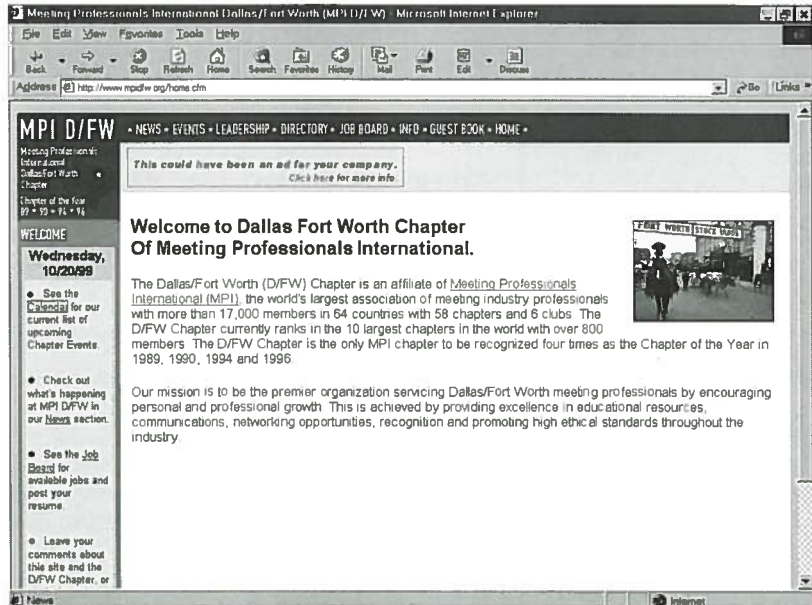 Meeting Professionals International Dallas/Fort Worth (MPI D/FW) - Microsoft Internet Explorer
File Edit View Favorites Tools Help
Back Forward Stop Refresh Home Search Favorites History Mail Print Edit Discuss
Address http://www.mpidfw.org/home.cfm Go Links »
MPI D/FW • NEWS • EVENTS • LEADERSHIP • DIRECTORY • JOB BOARD • INFO • GUEST BOOK • HOME •
Meeting Professionals
International
Dallas/Fort Worth
Chapter
Chapter of the Year
89 • 90 • 94 • 96
This could have been an ad for your company.
Click here for more info.
WELCOME
Wednesday,
10/20/99
• See the
Calendar for our
current list of
upcoming
Chapter Events.
• Check out
what's happening
at MPI D/FW in
our News section.
• See the Job
Board for
available jobs and
post your
resume.
• Leave your
comments about
this site and the
D/FW Chapter, or
Welcome to Dallas Fort Worth Chapter
Of Meeting Professionals International.
FORT WORTH STOCK YARDS
The Dallas/Fort Worth (D/FW) Chapter is an affiliate of Meeting Professionals
International (MPI), the world's largest association of meeting industry professionals
with more than 17,000 members in 64 countries with 58 chapters and 6 clubs. The
D/FW Chapter currently ranks in the 10 largest chapters in the world with over 800
members. The D/FW Chapter is the only MPI chapter to be recognized four times as the Chapter of the Year in
1989, 1990, 1994 and 1996.
Our mission is to be the premier organization servicing Dallas/Fort Worth meeting professionals by encouraging
personal and professional growth. This is achieved by providing excellence in educational resources,
communications, networking opportunities, recognition and promoting high ethical standards throughout the
industry.
News Internet